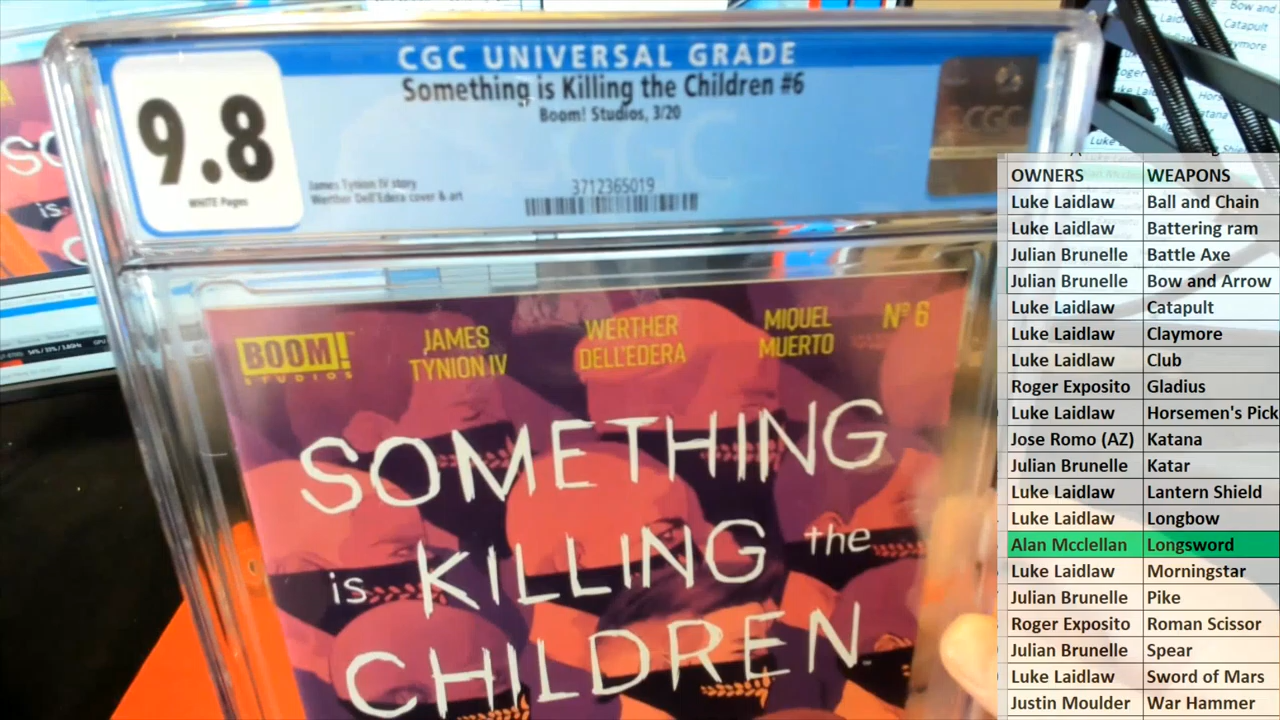 CGC UNIVERSAL GRADE
Something is Killing the Children #6
Boom! Studios, 3/20
9.8
WHITE Pages
James Tynion IV story
Werther Dell'Edera cover & art
3712365019
CGC
BOOM!
STUDIOS
JAMES
TYNION IV
WERTHER
DELL'EDERA
MIQUEL
MUERTO
Nº 6
SOMETHING
is KILLING the
CHILDREN
OWNERS WEAPONS
Luke Laidlaw Ball and Chain
Luke Laidlaw Battering ram
Julian Brunelle Battle Axe
Julian Brunelle Bow and Arrow
Luke Laidlaw Catapult
Luke Laidlaw Claymore
Luke Laidlaw Club
Roger Exposito Gladius
Luke Laidlaw Horsemen's Pick
Jose Romo (AZ) Katana
Julian Brunelle Katar
Luke Laidlaw Lantern Shield
Luke Laidlaw Longbow
Alan Mcclellan Longsword
Luke Laidlaw Morningstar
Julian Brunelle Pike
Roger Exposito Roman Scissor
Julian Brunelle Spear
Luke Laidlaw Sword of Mars
Justin Moulder War Hammer